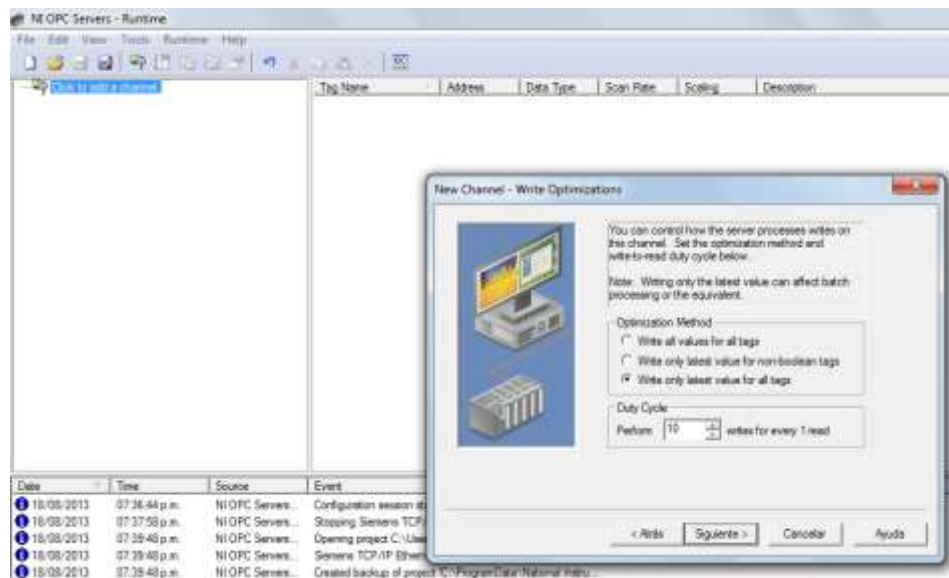 NI OPC Servers - Runtime
File Edit View Tools Runtime Help
Click to add a channel.
Tag Name Address Data Type Scan Rate Scaling Description
New Channel - Write Optimizations
You can control how the server processes writes on
this channel. Set the optimization method and
write-to-read duty cycle below.
Note: Writing only the latest value can affect batch
processing or the equivalent.
Optimization Method
Write all values for all tags
Write only latest value for non-boolean tags
Write only latest value for all tags
Duty Cycle
Perform 10 writes for every 1 read
< Atrás Siguiente > Cancelar Ayuda
Date Time Source Event
18/08/2013 07:36:44 p.m. NI OPC Servers... Configuration session
18/08/2013 07:37:58 p.m. NI OPC Servers... Stopping Siemens TCP/
18/08/2013 07:39:48 p.m. NI OPC Servers... Opening project C:\
18/08/2013 07:39:48 p.m. NI OPC Servers... Siemens TCP/IP
18/08/2013 07:39:48 p.m. NI OPC Servers... Created backup of project 'C:\ProgramData\National